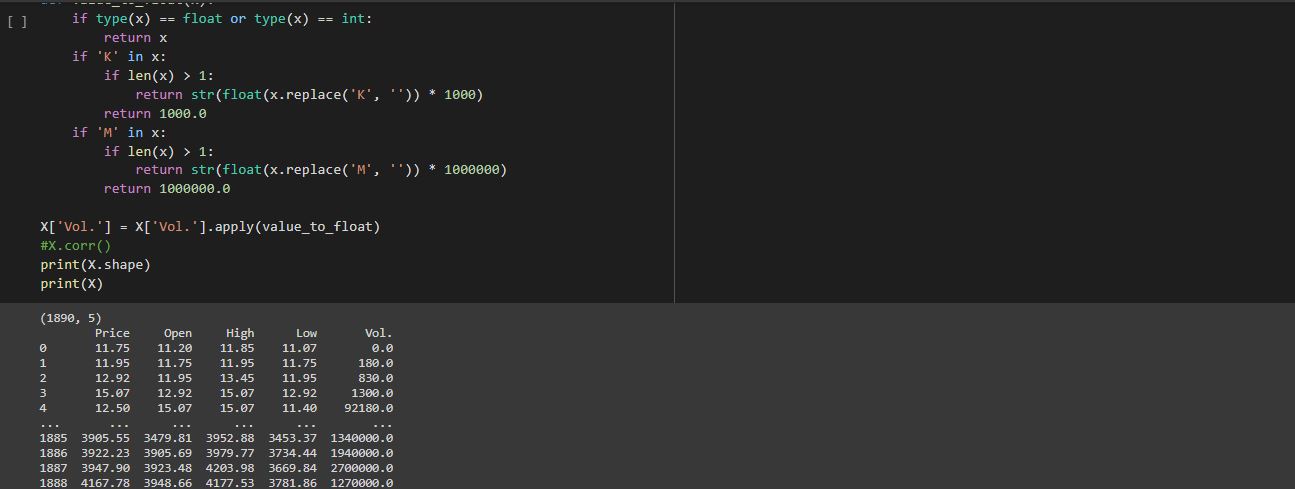 [ ]
if type(x) == float or type(x) == int:
return x
if 'K' in x:
if len(x) > 1:
return str(float(x.replace('K', '')) * 1000)
return 1000.0
if 'M' in x:
if len(x) > 1:
return str(float(x.replace('M', '')) * 1000000)
return 1000000.0
X['Vol.'] = X['Vol.'].apply(value_to_float)
#X.corr()
print(X.shape)
print(X)
(1890, 5)
Price Open High Low Vol.
0 11.75 11.20 11.85 11.07 0.0
1 11.95 11.75 11.95 11.75 180.0
2 12.92 11.95 13.45 11.95 830.0
3 15.07 12.92 15.07 12.92 1300.0
4 12.50 15.07 15.07 11.40 92180.0
... ... ... ... ... ...
1885 3905.55 3479.81 3952.88 3453.37 1340000.0
1886 3922.23 3905.69 3979.77 3734.44 1940000.0
1887 3947.90 3923.48 4203.98 3669.84 2700000.0
1888 4167.78 3948.66 4177.53 3781.86 1270000.0